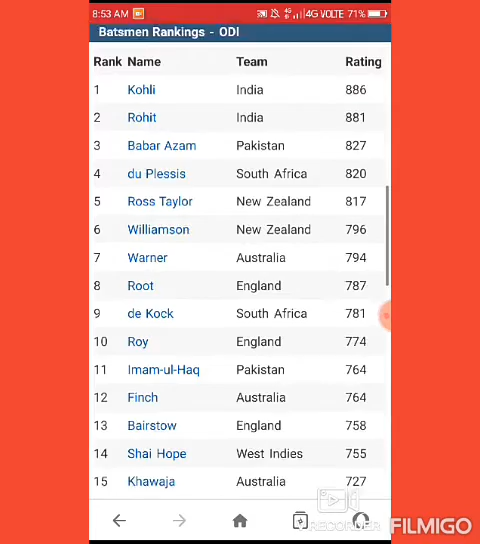 8:53 AM 4G 4G VOLTE 71%
Batsmen Rankings - ODI
Rank Name Team Rating
1 Kohli India 886
2 Rohit India 881
3 Babar Azam Pakistan 827
4 du Plessis South Africa 820
5 Ross Taylor New Zealand 817
6 Williamson New Zealand 796
7 Warner Australia 794
8 Root England 787
9 de Kock South Africa 781
10 Roy England 774
11 Imam-ul-Haq Pakistan 764
12 Finch Australia 764
13 Bairstow England 758
14 Shai Hope West Indies 755
15 Khawaja Australia 727
RECORDER FILMIGO